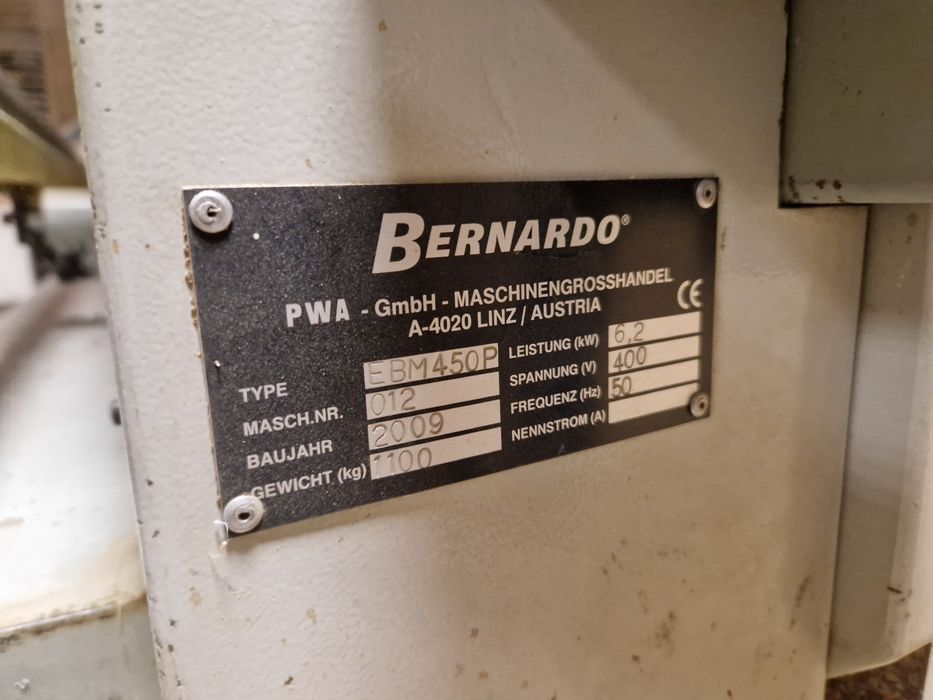 BERNARDO®
PWA - GmbH - MASCHINENGROSSHANDEL
A-4020 LINZ / AUSTRIA
CE
TYPE EBM450P
MASCH.NR. 012
BAUJAHR 2009
GEWICHT (kg) 1100
LEISTUNG (kW) 6,2
SPANNUNG (V) 400
FREQUENZ (Hz) 50
NENNSTROM (A)